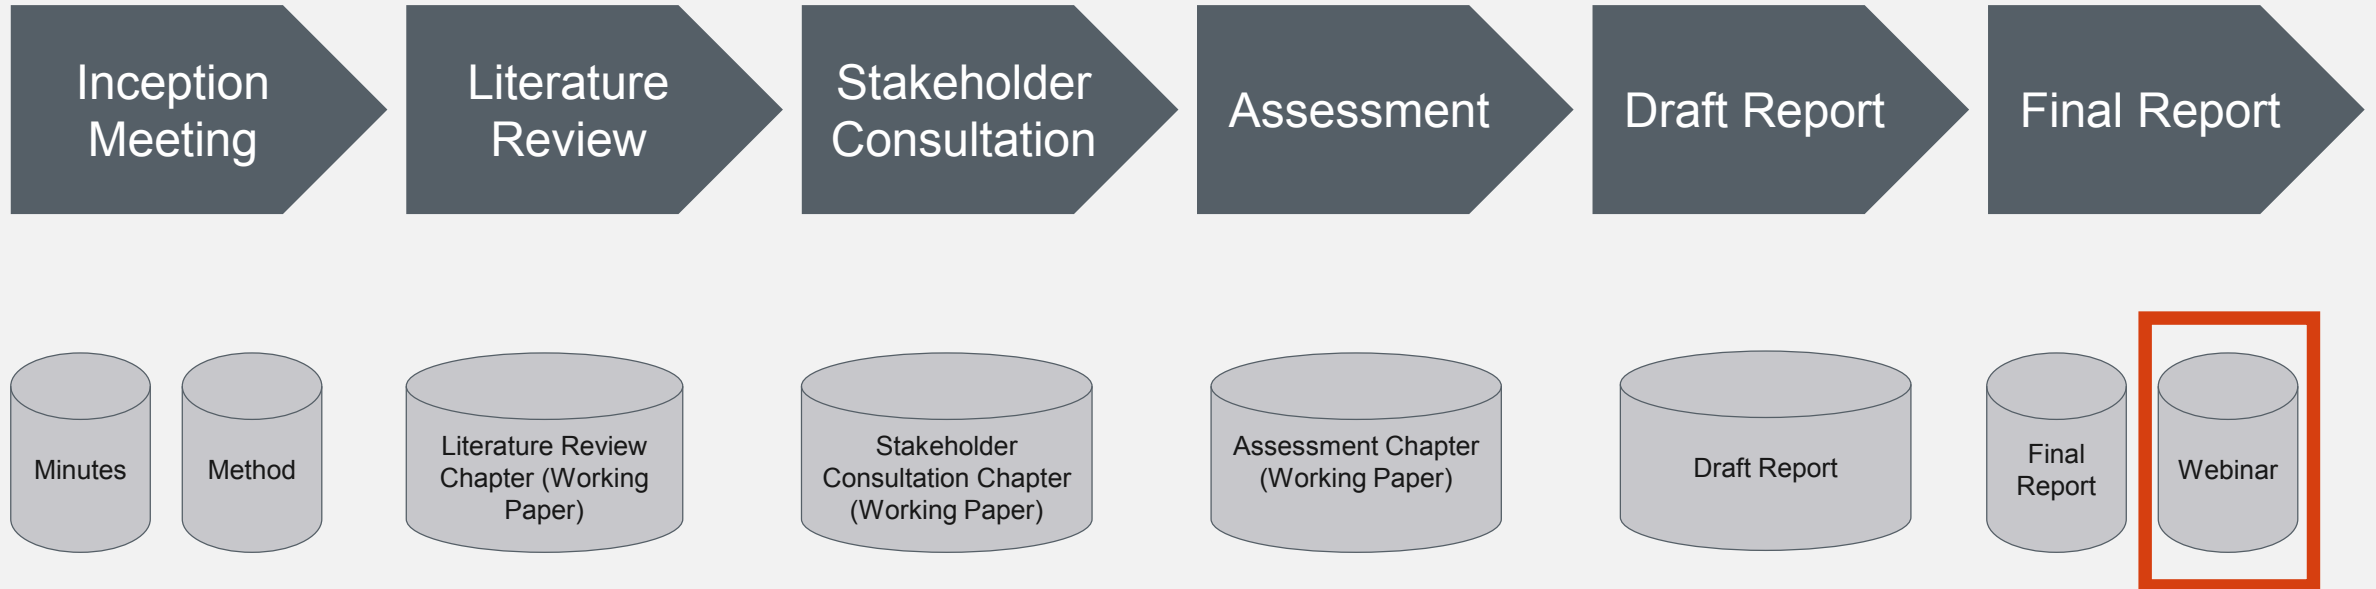 Inception
Meeting
Literature
Review
Stakeholder
Consultation
Assessment
Draft Report
Final Report
Minutes
Method
Literature Review
Chapter (Working
Paper)
Stakeholder
Consultation Chapter
(Working Paper)
Assessment Chapter
(Working Paper)
Draft Report
Final
Report
Webinar